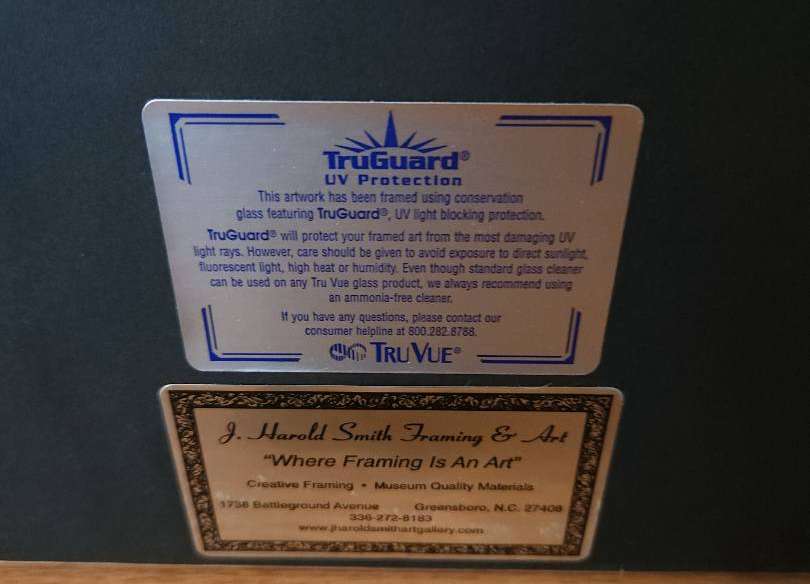 TruGuard®
UV Protection
This artwork has been framed using conservation
glass featuring TruGuard®, UV light blocking protection.
TruGuard® will protect your framed art from the most damaging UV
light rays. However, care should be given to avoid exposure to direct sunlight,
fluorescent light, high heat or humidity. Even though standard glass cleaner
can be used on any Tru Vue glass product, we always recommend using
an ammonia-free cleaner.
If you have any questions, please contact our
consumer helpline at 800.282.8788.
TRU VUE®
J. Harold Smith Framing & Art
"Where Framing Is An Art"
Creative Framing • Museum Quality Materials
1738 Battleground Avenue Greensboro, N.C. 27408
336-272-8183
www.jharoldsmithartgallery.com